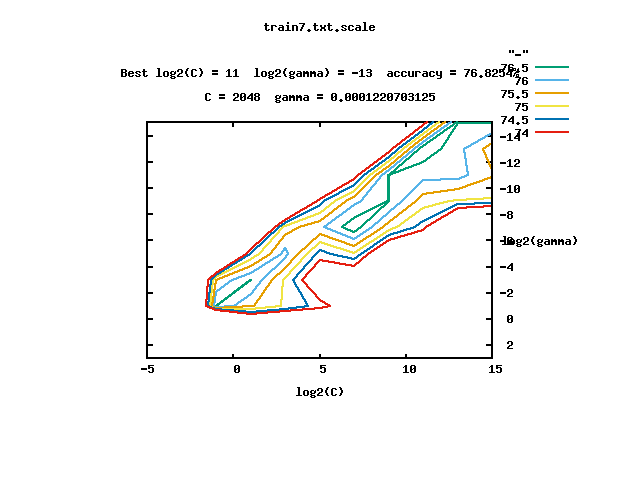 train7.txt.scale
"-"
Best log2(C) = 11  log2(gamma) = -13  accuracy = 76.8254%
76.5
76
C = 2048  gamma = 0.0001220703125
75.5
75
74.5
74
-14
-12
-10
-8
-6
log2(gamma)
-4
-2
0
2
-5 0 5 10 15
log2(C)